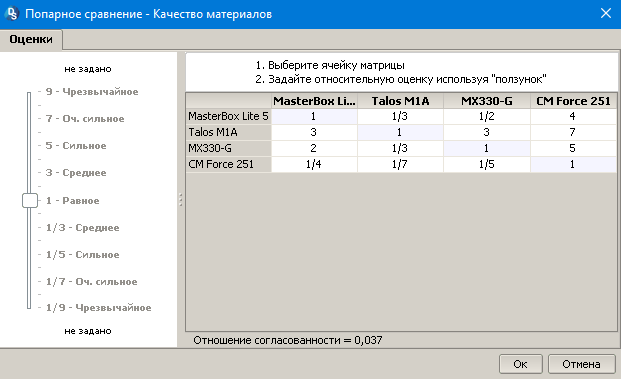 Попарное сравнение - Качество материалов
Оценки
не задано
9 - Чрезвычайное
7 - Оч. сильное
5 - Сильное
3 - Среднее
1 - Равное
1/3 - Среднее
1/5 - Сильное
1/7 - Оч. сильное
1/9 - Чрезвычайное
не задано
1. Выберите ячейку матрицы
2. Задайте относительную оценку используя "ползунок"
MasterBox Li... Talos M1A MX330-G CM Force 251
MasterBox Lite 5 1 1/3 1/2 4
Talos M1A 3 1 3 7
MX330-G 2 1/3 1 5
CM Force 251 1/4 1/7 1/5 1
Отношение согласованности = 0,037
Ок Отмена